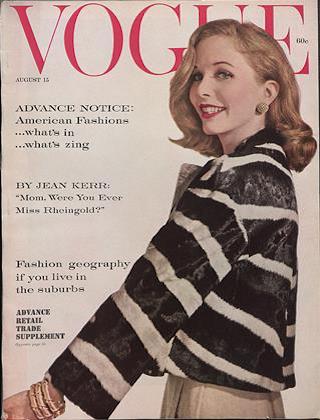 VOGUE
60c
AUGUST 15
ADVANCE NOTICE:
American Fashions
...what's in
...what's zing
BY JEAN KERR:
"Mom, Were You Ever
Miss Rheingold?"
Fashion geography
if you live in
the suburbs
ADVANCE
RETAIL
TRADE
SUPPLEMENT